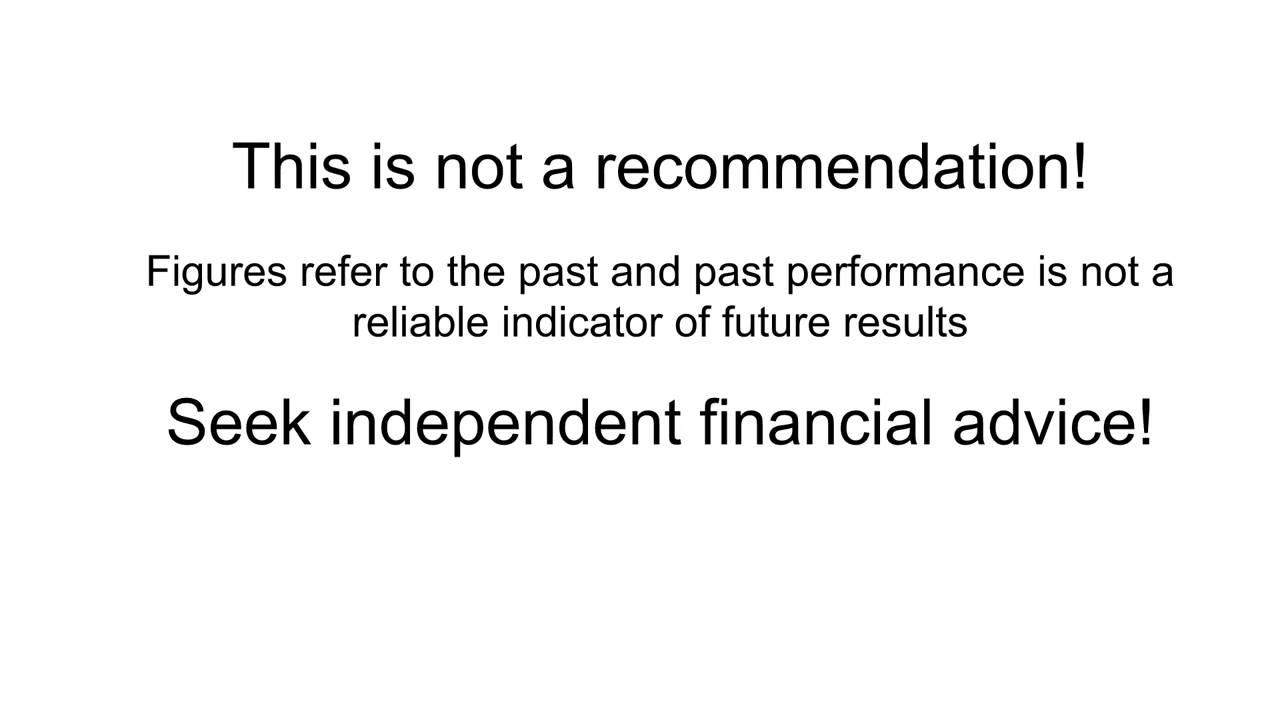 This is not a recommendation!
Figures refer to the past and past performance is not a
reliable indicator of future results
Seek independent financial advice!